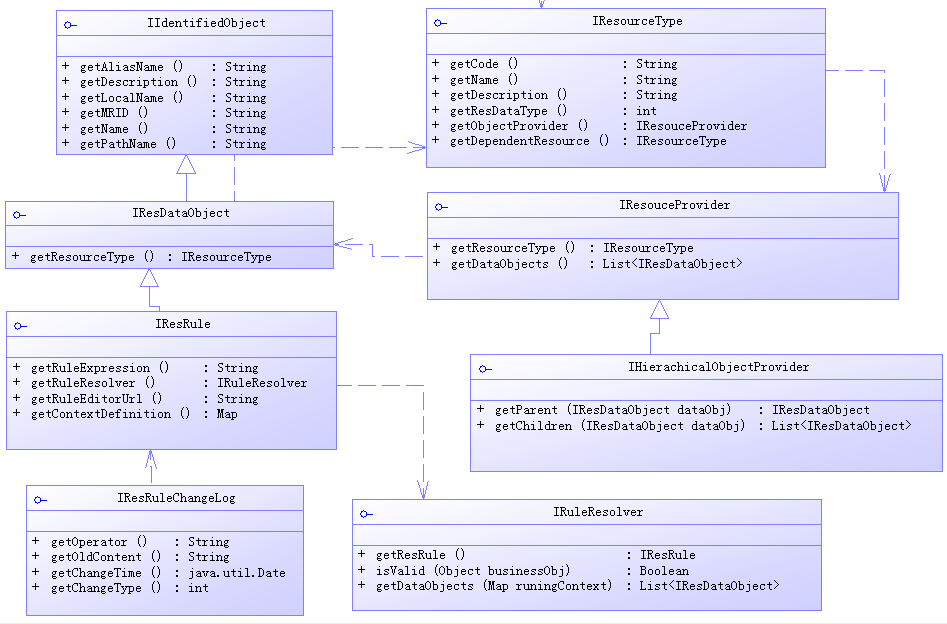 IIdentifiedObject
+ getAliasName () : String
+ getDescription () : String
+ getLocalName () : String
+ getMRID () : String
+ getName () : String
+ getPathName () : String
IResourceType
+ getCode () : String
+ getName () : String
+ getDescription () : String
+ getResDataType () : int
+ getObjectProvider () : IResouceProvider
+ getDependentResource () : IResourceType
IResDataObject
+ getResourceType () : IResourceType
IResouceProvider
+ getResourceType () : IResourceType
+ getDataObjects () : List<IResDataObject>
IResRule
+ getRuleExpression () : String
+ getRuleResolver () : IRuleResolver
+ getRuleEditorUrl () : String
+ getContextDefinition () : Map
IHierachicalObjectProvider
+ getParent (IResDataObject dataObj) : IResDataObject
+ getChildren (IResDataObject dataObj) : List<IResDataObject>
IResRuleChangeLog
+ getOperator () : String
+ getOldContent () : String
+ getChangeTime () : java.util.Date
+ getChangeType () : int
IRuleResolver
+ getResRule () : IResRule
+ isValid (Object businessObj) : Boolean
+ getDataObjects (Map runingContext) : List<IResDataObject>